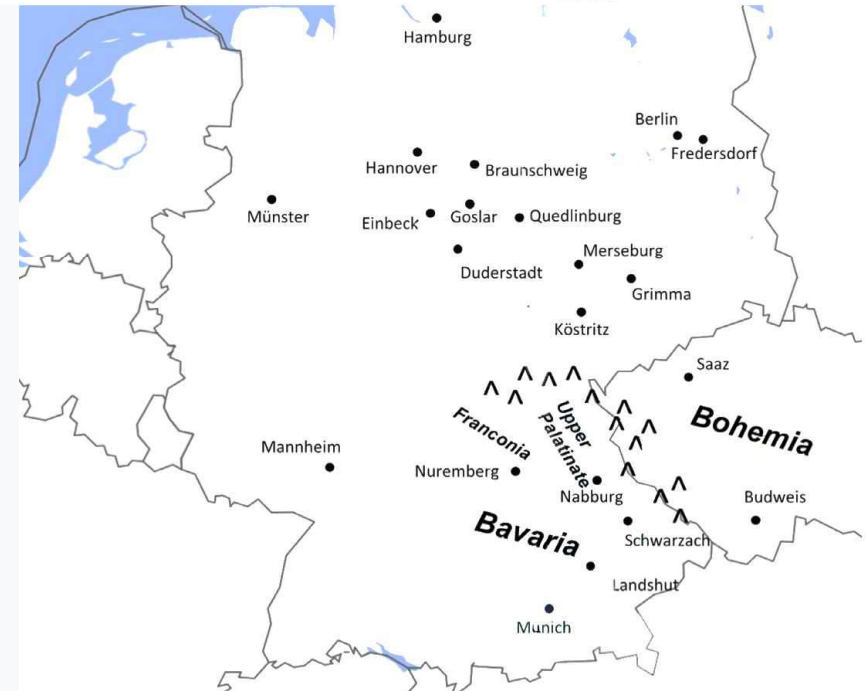 Hamburg
Berlin
Fredersdorf
Hannover
Braunschweig
Münster
Einbeck
Goslar
Quedlinburg
Duderstadt
Merseburg
Grimma
Köstritz
Saaz
Bohemia
Franconia
Upper
Palatinate
Mannheim
Nuremberg
Nabburg
Budweis
Bavaria
Schwarzach
Landshut
Munich